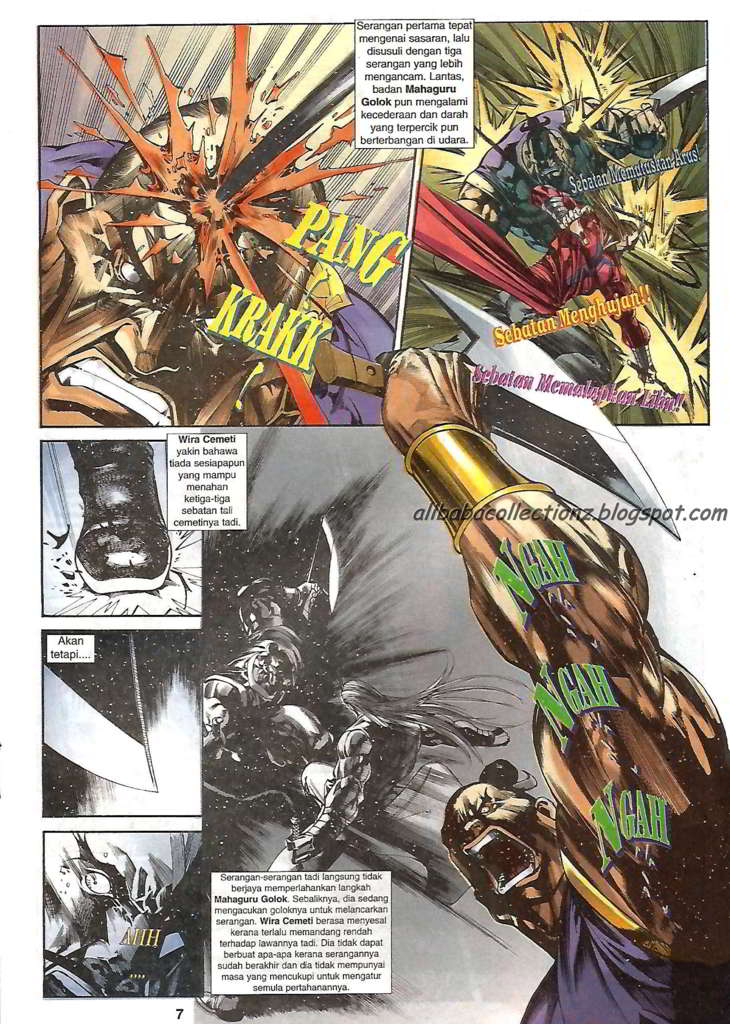 Serangan pertama tepat
mengenai sasaran, lalu
disusuli dengan tiga
serangan yang lebih
mengancam. Lantas,
badan Mahaguru
Golok pun mengalami
kecederaan dan darah
yang terpercik pun
berterbangan di udara.
Sebatan Memutuskan Arus!
PANG
KRAKK
!
Sebatan Menghujan!!
Sebatan Memalapkan Liku!!
Wira Cemeti
yakin bahawa
tiada sesiapapun
yang mampu
menahan
ketiga-tiga
sebatan tali
cemetinya tadi.
alibabacollectionz.blogspot.com
NGAH
NGAH
NGAH
Akan
tetapi....
AHH
....
Serangan-serangan tadi langsung tidak
berjaya memperlahankan langkah
Mahaguru Golok. Sebaliknya, dia sedang
mengacukan goloknya untuk melancarkan
serangan. Wira Cemeti berasa menyesal
kerana terlalu memandang rendah
terhadap lawannya tadi. Dia tidak dapat
berbuat apa-apa kerana serangannya
sudah berakhir dan dia tidak mempunyai
masa yang mencukupi untuk mengatur
semula pertahanannya.
7